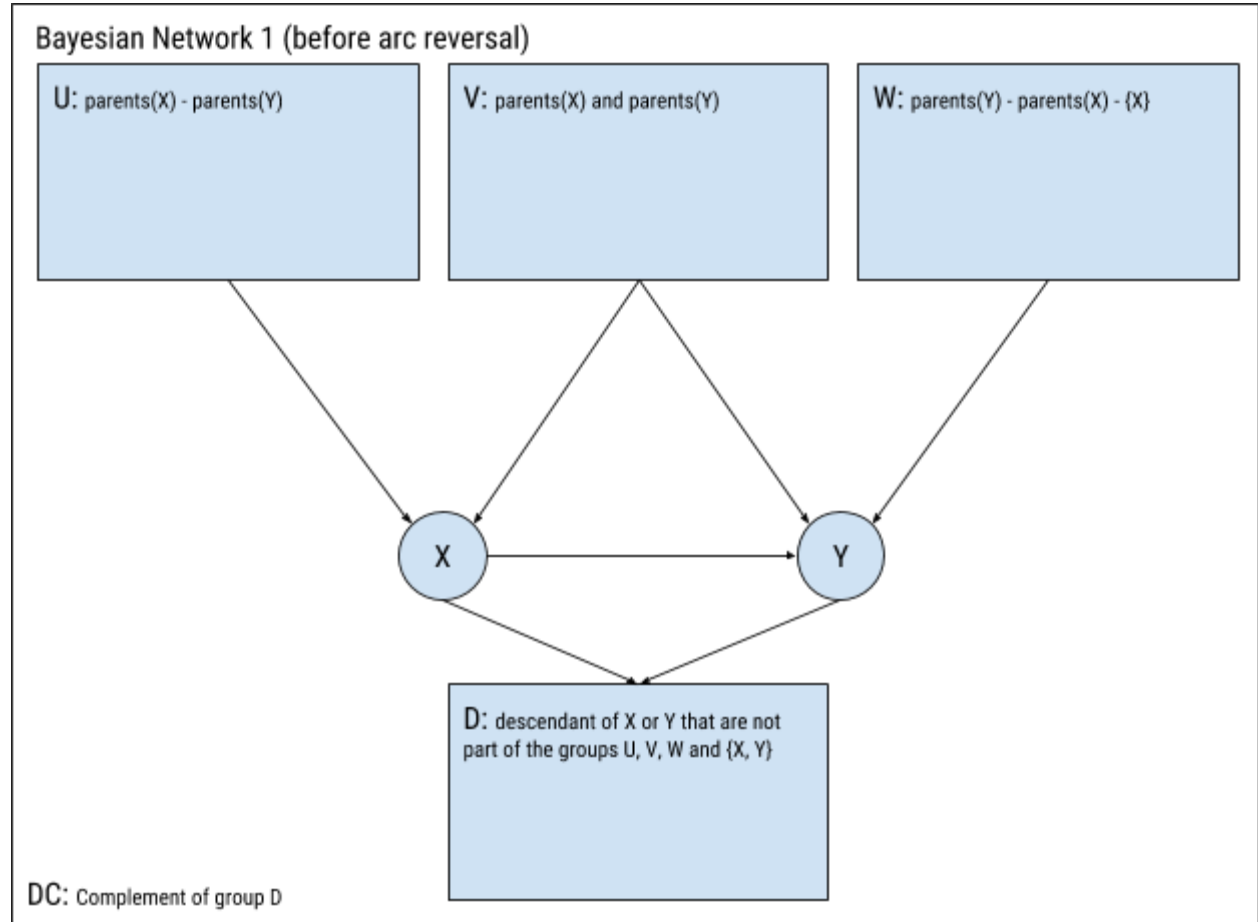 Bayesian Network 1 (before arc reversal)
U: parents(X) - parents(Y)
V: parents(X) and parents(Y)
W: parents(Y) - parents(X) - {X}
X
Y
D: descendant of X or Y that are not
part of the groups U, V, W and {X, Y}
DC: Complement of group D